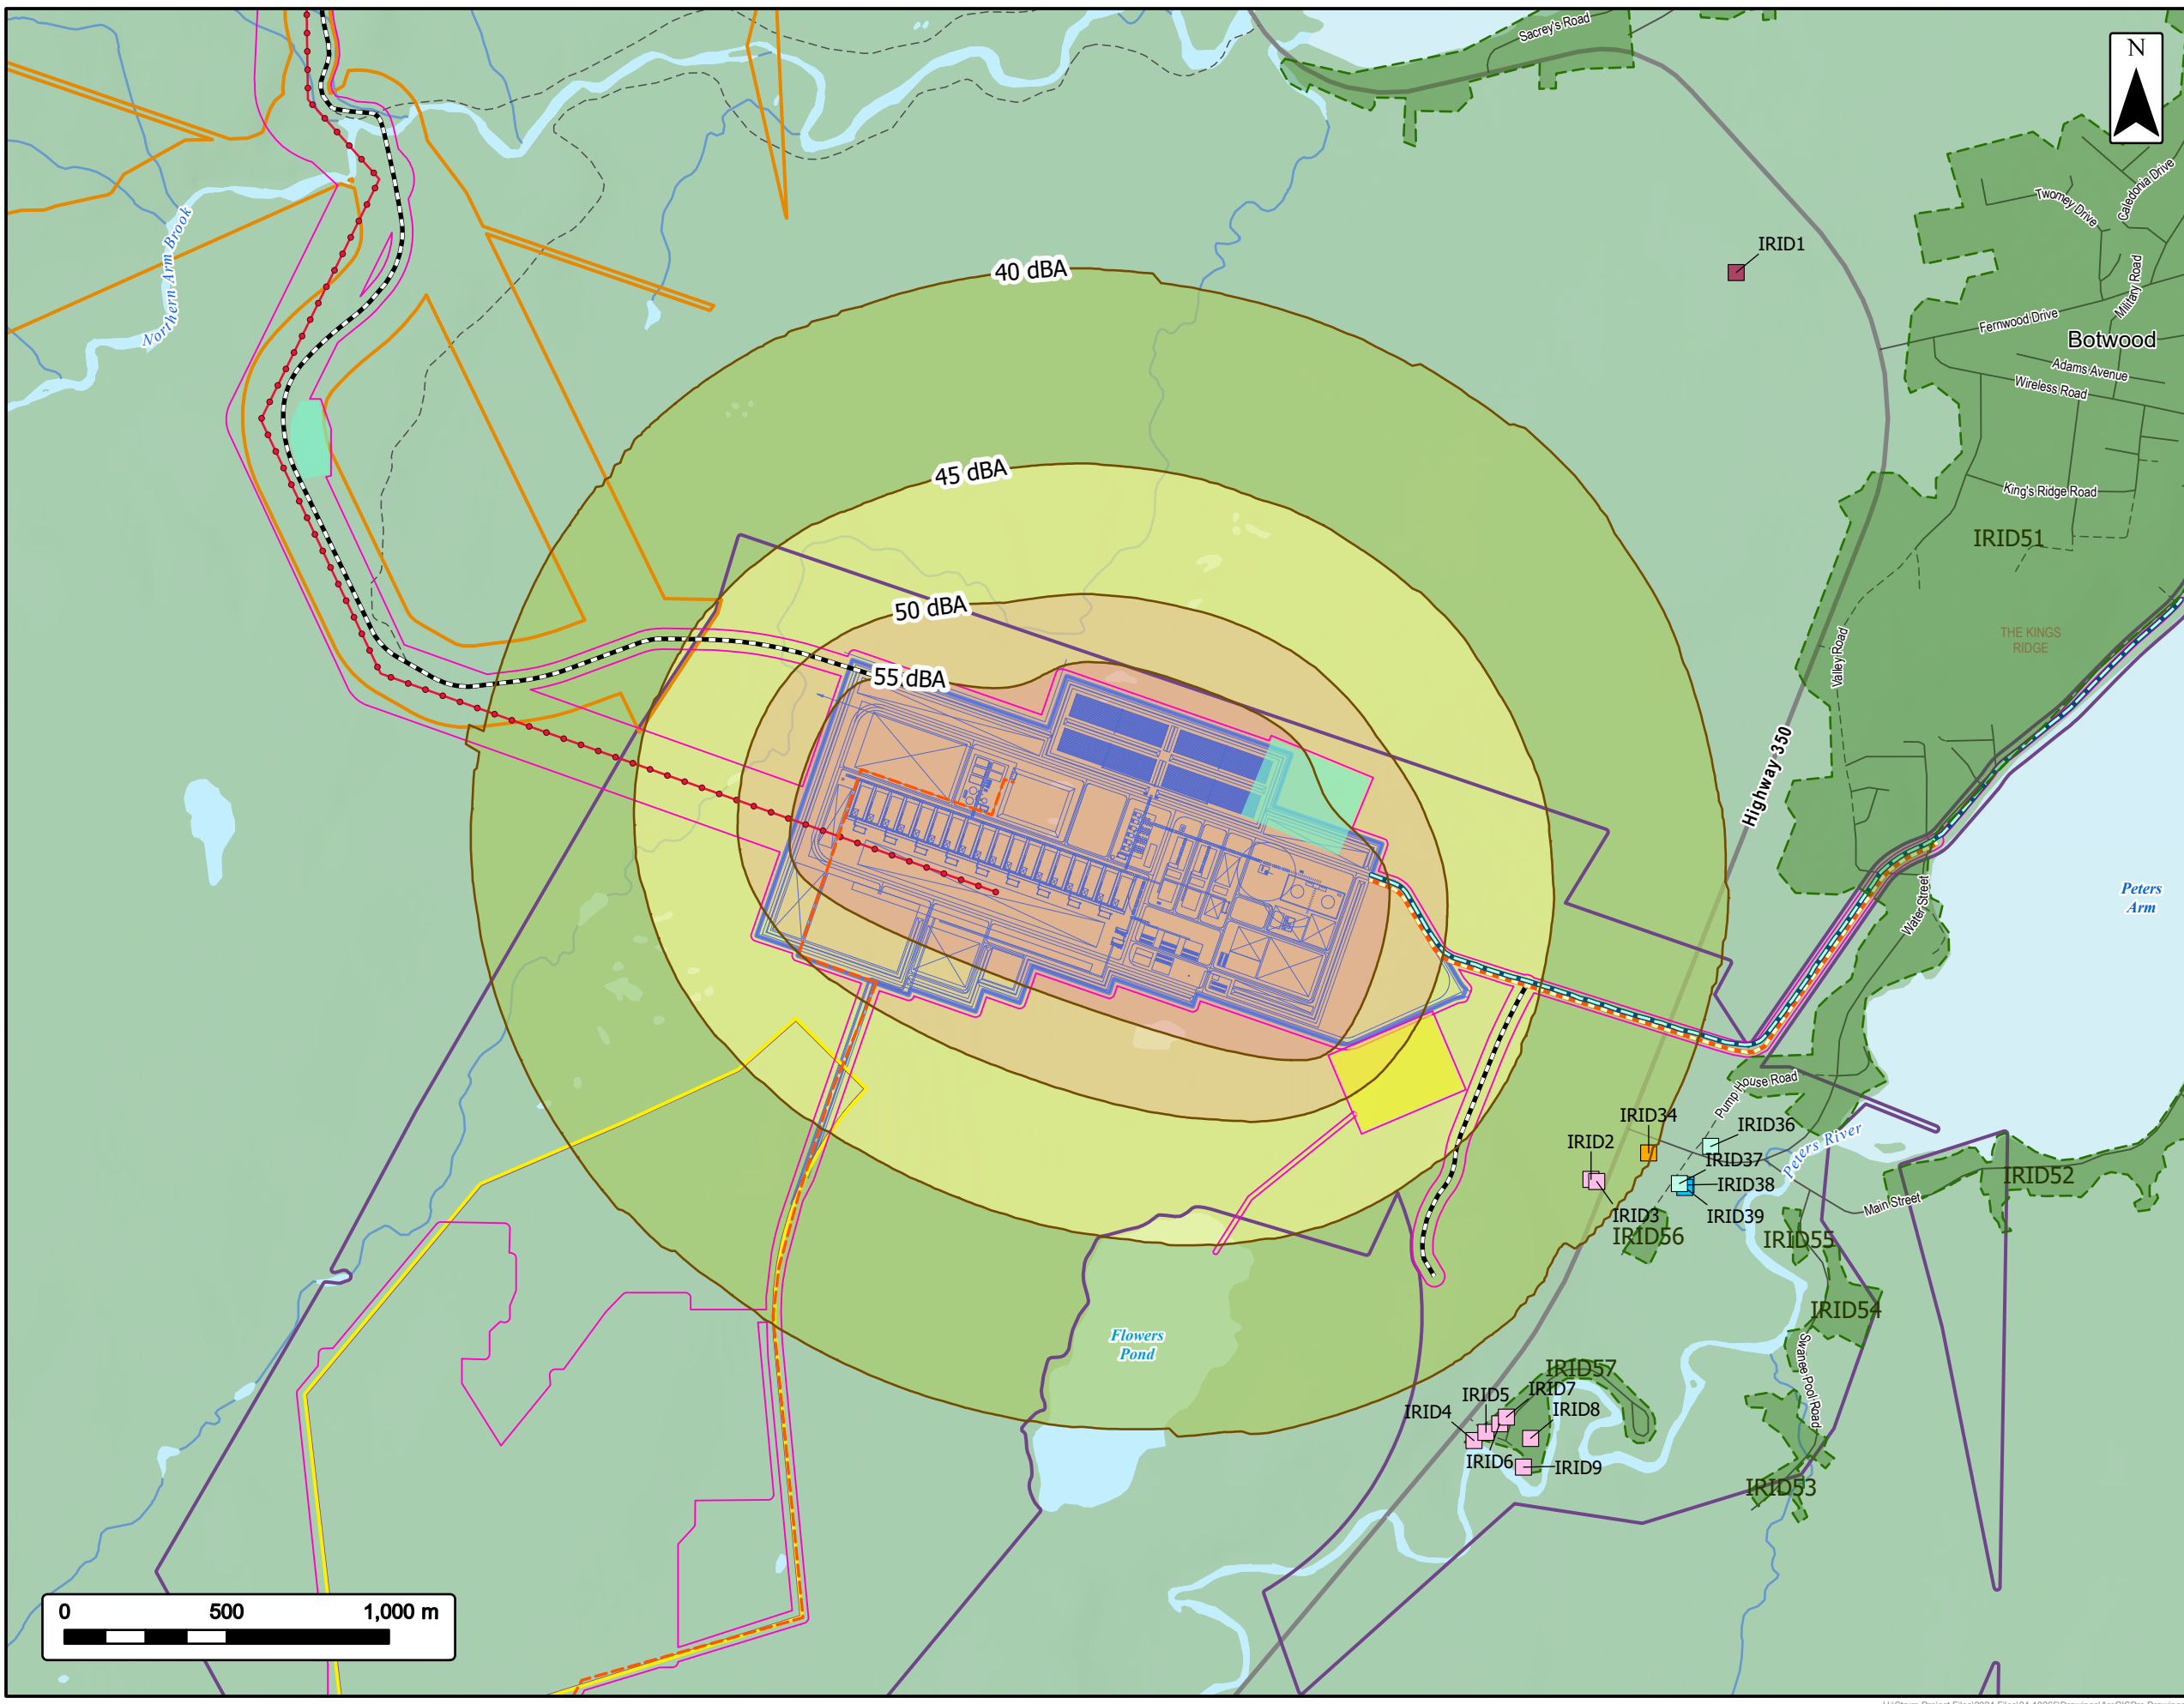 Sacrey's Road
N
Caledonia Drive
Twomey Drive
Northern Arm Brook
IRID1
40 dBA
Military Road
Fernwood Drive
Botwood
Adams Avenue
Wireless Road
45 dBA
King's Ridge Road
IRID51
50 dBA
THE KINGS
RIDGE
Valley Road
55 dBA
Highway 350
Peters
Arm
Water Street
Pump House Road
IRID34
IRID36
IRID2
Peters River
IRID37
IRID38
IRID52
IRID3
IRID39
Main Street
IRID56
IRID55
IRID54
Flowers
Pond
Swanee Pool Road
IRID57
IRID5
IRID7
IRID4
IRID8
IRID6
IRID9
IRID53
0
500
1,000 m